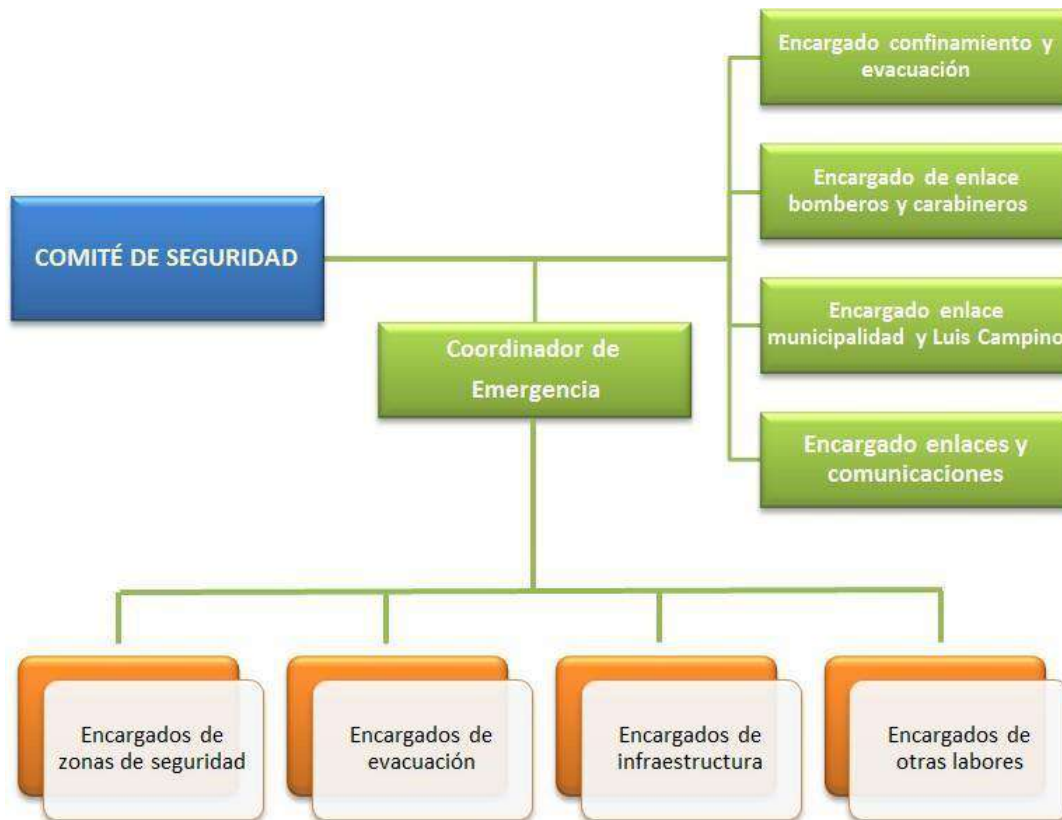 Encargado confinamiento y
evacuación
Encargado de enlace
bomberos y carabineros
COMITÉ DE SEGURIDAD
Encargado enlace
municipalidad y Luis Campino
Coordinador de
Emergencia
Encargado enlaces y
comunicaciones
Encargados de
zonas de seguridad
Encargados de
evacuación
Encargados de
infraestructura
Encargados de
otras labores